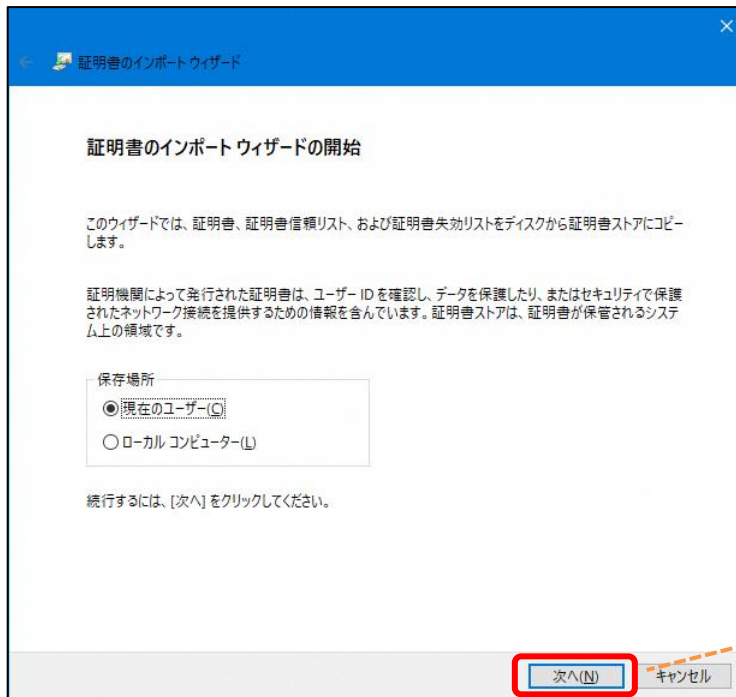 証明書のインポート ウィザード
証明書のインポート ウィザードの開始
このウィザードでは、証明書、証明書信頼リスト、および証明書失効リストをディスクから証明書ストアにコピー
します。
証明機関によって発行された証明書は、ユーザー ID を確認し、データを保護したり、またはセキュリティで保護
されたネットワーク接続を提供するための情報を含んでいます。証明書ストアは、証明書が保管されるシステ
ム上の領域です。
保存場所
現在のユーザー(C)
ローカル コンピューター(L)
続行するには、[次へ] をクリックしてください。
次へ(N)
キャンセル